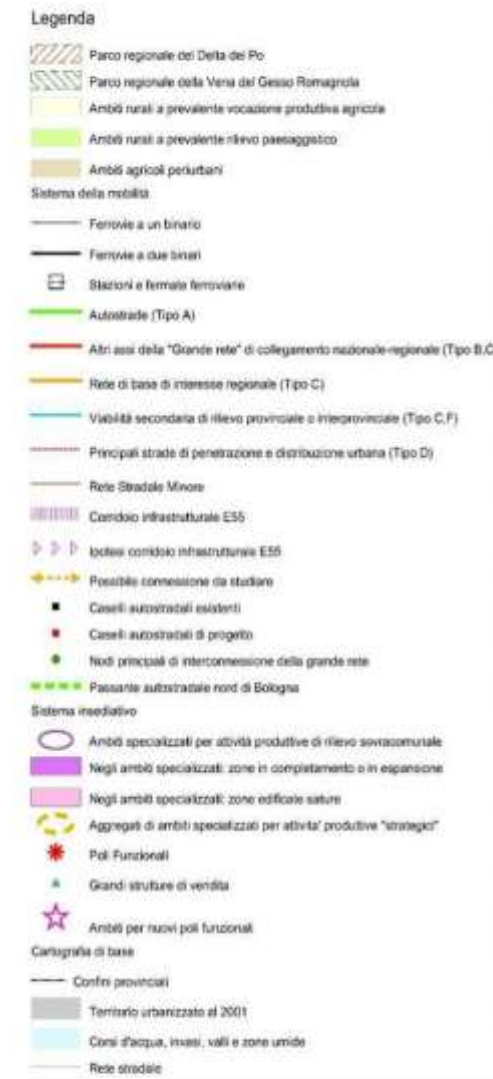 Legenda
Parco regionale del Delta del Po
Parco regionale della Vena del Gesso Romagnola
Ambiti rurali a prevalente vocazione produttiva agricola
Ambiti rurali a prevalente rilievo paesaggistico
Ambiti agricoli periurbani
Sistema della mobilità
Ferrovie a un binario
Ferrovie a due binari
Stazioni e fermate ferroviarie
Autostrade (Tipo A)
Altri assi della "Grande rete" di collegamento nazionale-regionale (Tipo B,C
Rete di base di interesse regionale (Tipo C)
Viabilità secondaria di rilievo provinciale o interprovinciale (Tipo C,F)
Principali strade di penetrazione e distribuzione urbana (Tipo D)
Rete Stradale Minore
Corridoio infrastrutturale E55
Ipotesi corridoio infrastrutturale E55
Possibile connessione da studiare
Caselli autostradali esistenti
Caselli autostradali di progetto
Nodi principali di interconnessione della grande rete
Passante autostradale nord di Bologna
Sistema insediativo
Ambiti specializzati per attività produttive di rilievo sovracomunale
Negli ambiti specializzati: zone in completamento o in espansione
Negli ambiti specializzati: zone edificate sature
Aggregati di ambiti specializzati per attivita' produttive "strategici"
Poli Funzionali
Grandi strutture di vendita
Ambiti per nuovi poli funzionali
Cartografia di base
Confini provinciali
Territorio urbanizzato al 2001
Corsi d'acqua, invasi, valli e zone umide
Rete stradale